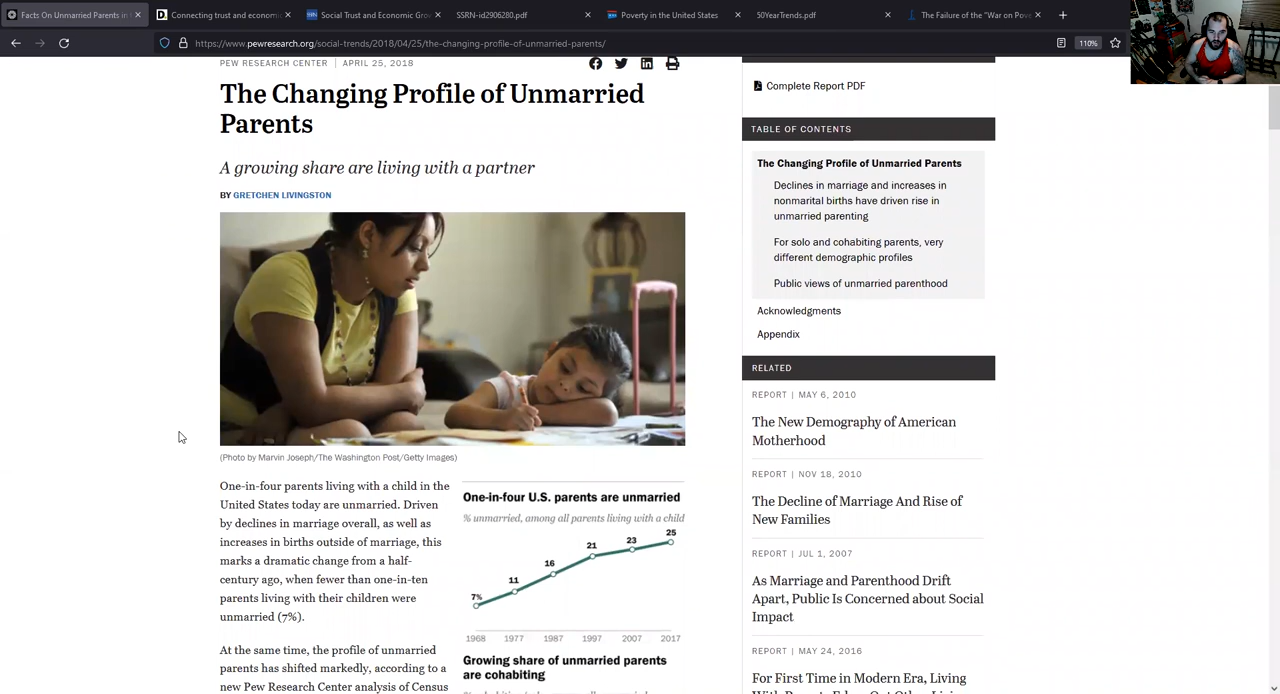 Facts On Unmarried Parents in
Connecting trust and economi
Social Trust and Economic Gro
SSRN-id2906280.pdf
Poverty in the United States
50YearTrends.pdf
The Failure of the "War on Pov
https://www.pewresearch.org/social-trends/2018/04/25/the-changing-profile-of-unmarried-parents/
110%
PEW RESEARCH CENTER | APRIL 25, 2018
The Changing Profile of Unmarried
Parents
A growing share are living with a partner
BY GRETCHEN LIVINGSTON
(Photo by Marvin Joseph/The Washington Post/Getty Images)
One-in-four parents living with a child in the
United States today are unmarried. Driven
by declines in marriage overall, as well as
increases in births outside of marriage, this
marks a dramatic change from a half-
century ago, when fewer than one-in-ten
parents living with their children were
unmarried (7%).
At the same time, the profile of unmarried
parents has shifted markedly, according to a
new Pew Research Center analysis of Census
One-in-four U.S. parents are unmarried
% unmarried, among all parents living with a child
7% 11 16 21 23 25
1968 1977 1987 1997 2007 2017
Growing share of unmarried parents
are cohabiting
Complete Report PDF
TABLE OF CONTENTS
The Changing Profile of Unmarried Parents
Declines in marriage and increases in
nonmarital births have driven rise in
unmarried parenting
For solo and cohabiting parents, very
different demographic profiles
Public views of unmarried parenthood
Acknowledgments
Appendix
RELATED
REPORT | MAY 6, 2010
The New Demography of American
Motherhood
REPORT | NOV 18, 2010
The Decline of Marriage And Rise of
New Families
REPORT | JUL 1, 2007
As Marriage and Parenthood Drift
Apart, Public Is Concerned about Social
Impact
REPORT | MAY 24, 2016
For First Time in Modern Era, Living